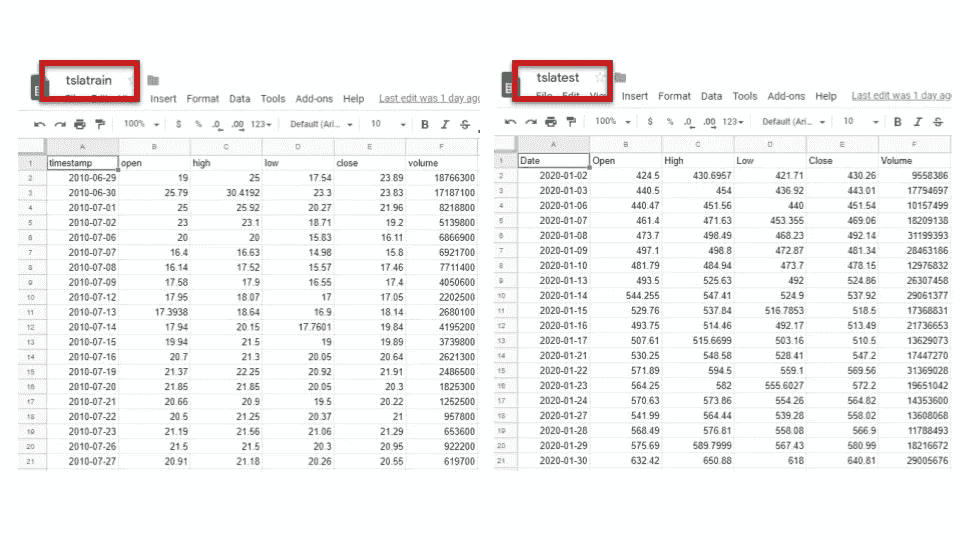 tslatrain
Insert Format Data Tools Add-ons Help Last edit was 1 day ago
100% $ % .0 .00 123 Default (Ari... 10 B I S
A B C D E F
1 timestamp open high low close volume
2 2010-06-29 19 25 17.54 23.89 18766300
3 2010-06-30 25.79 30.4192 23.3 23.83 17187100
4 2010-07-01 25 25.92 20.27 21.96 8218800
5 2010-07-02 23 23.1 18.71 19.2 5139800
6 2010-07-06 20 20 15.83 16.11 6866900
7 2010-07-07 16.4 16.63 14.98 15.8 6921700
8 2010-07-08 16.14 17.52 15.57 17.46 7711400
9 2010-07-09 17.58 17.9 16.55 17.4 4050600
10 2010-07-12 17.95 18.07 17 17.05 2202500
11 2010-07-13 17.3938 18.64 16.9 18.14 2680100
12 2010-07-14 17.94 20.15 17.7601 19.84 4195200
13 2010-07-15 19.94 21.5 19 19.89 3739800
14 2010-07-16 20.7 21.3 20.05 20.64 2621300
15 2010-07-19 21.37 22.25 20.92 21.91 2486500
16 2010-07-20 21.85 21.85 20.05 20.3 1825300
17 2010-07-21 20.66 20.9 19.5 20.22 1252500
18 2010-07-22 20.5 21.25 20.37 21 957800
19 2010-07-23 21.19 21.56 21.06 21.29 653600
20 2010-07-26 21.5 21.5 20.3 20.95 922200
21 2010-07-27 20.91 21.18 20.26 20.55 619700
tslatest
File Edit View Insert Format Data Tools Add-ons Help Last edit was 1 day ago
100% $ % .0 .00 123 Default (Ari... 10 B I S
A B C D E F
1 Date Open High Low Close Volume
2 2020-01-02 424.5 430.6957 421.71 430.26 9558386
3 2020-01-03 440.5 454 436.92 443.01 17794697
4 2020-01-06 440.47 451.56 440 451.54 10157499
5 2020-01-07 461.4 471.63 453.355 469.06 18209138
6 2020-01-08 473.7 498.49 468.23 492.14 31199393
7 2020-01-09 497.1 498.8 472.87 481.34 28463186
8 2020-01-10 481.79 484.94 473.7 478.15 12976832
9 2020-01-13 493.5 525.63 492 524.86 26307458
10 2020-01-14 544.255 547.41 524.9 537.92 29061377
11 2020-01-15 529.76 537.84 516.7853 518.5 17368831
12 2020-01-16 493.75 514.46 492.17 513.49 21736653
13 2020-01-17 507.61 515.6699 503.16 510.5 13629073
14 2020-01-21 530.25 548.58 528.41 547.2 17447270
15 2020-01-22 571.89 594.5 559.1 569.56 31369028
16 2020-01-23 564.25 582 555.6027 572.2 19651042
17 2020-01-24 570.63 573.86 554.26 564.82 14353600
18 2020-01-27 541.99 564.44 539.28 558.02 13608068
19 2020-01-28 568.49 576.81 558.08 566.9 11788493
20 2020-01-29 575.69 589.7999 567.43 580.99 18216672
21 2020-01-30 632.42 650.88 618 640.81 29005676